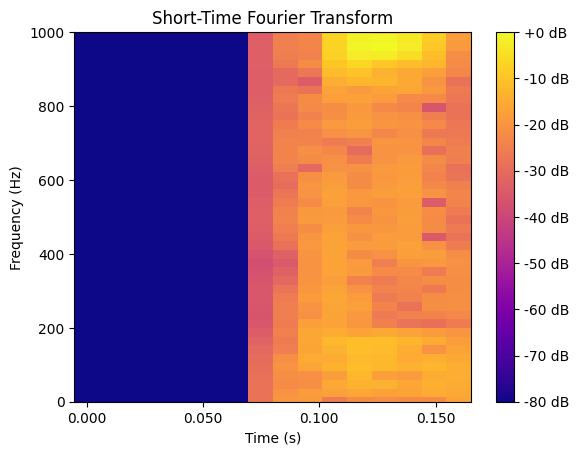 Short-Time Fourier Transform
1000
800
600
400
200
0
Frequency (Hz)
0.000
0.050
0.100
0.150
Time (s)
+0 dB
-10 dB
-20 dB
-30 dB
-40 dB
-50 dB
-60 dB
-70 dB
-80 dB